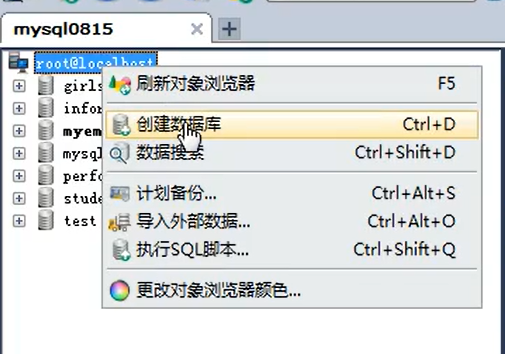 mysql0815
root@localhost
刷新对象浏览器 F5
girls
infor
创建数据库 Ctrl+D
myem
mysql
数据搜索 Ctrl+Shift+D
perfo
计划备份... Ctrl+Alt+S
stude
test
导入外部数据... Ctrl+Alt+O
执行SQL脚本... Ctrl+Shift+Q
更改对象浏览器颜色...